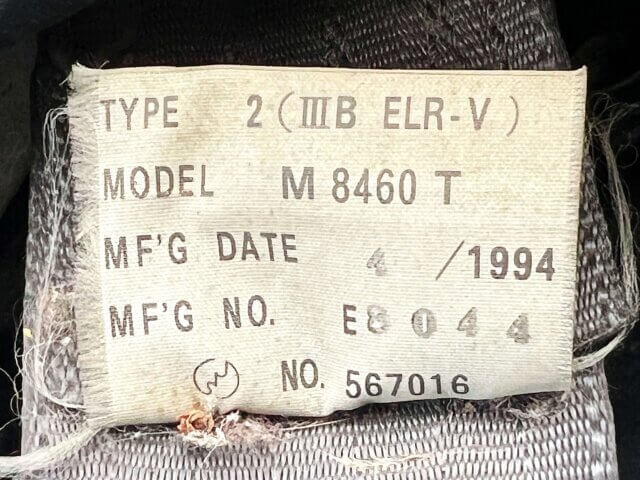 TYPE 2 (ⅢB ELR-V)
MODEL M 8460 T
MF'G DATE 4 /1994
MF'G NO. E8044
NO. 567016